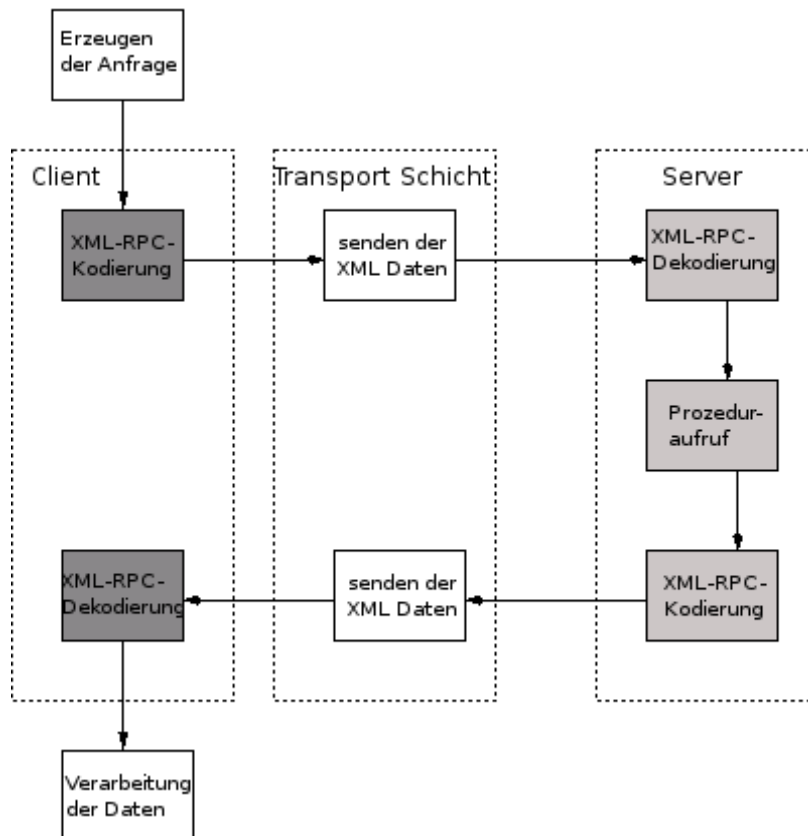 Erzeugen
der Anfrage
Client
Transport Schicht
Server
XML-RPC-
Kodierung
senden der
XML Daten
XML-RPC-
Dekodierung
Prozedur-
aufruf
XML-RPC-
Dekodierung
senden der
XML Daten
XML-RPC-
Kodierung
Verarbeitung
der Daten